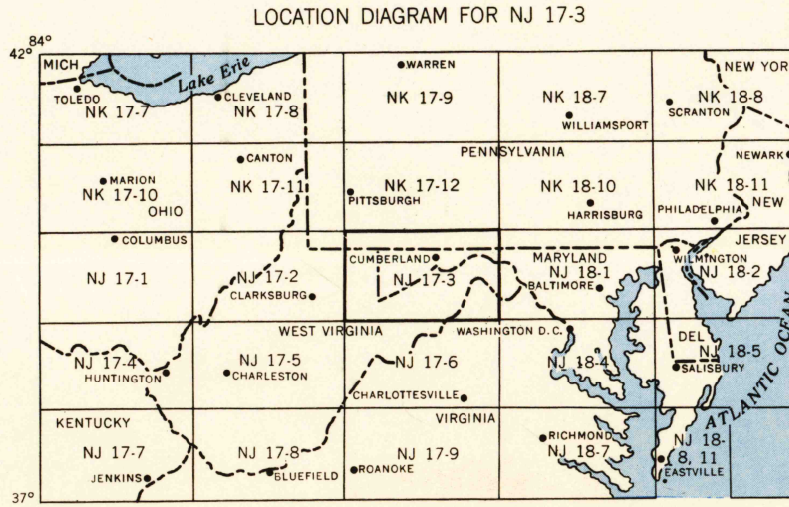 LOCATION DIAGRAM FOR NJ 17-3
84°
42°
MICH
Lake Erie
WARREN
NEW YOR
TOLEDO
CLEVELAND
NK 17-9
NK 18-7
NK 18-8
NK 17-7
NK 17-8
WILLIAMSPORT
SCRANTON
CANTON
PENNSYLVANIA
NEWARK
MARION
NK 17-10
NK 17-11
NK 17-12
NK 18-10
NK 18-11
OHIO
PITTSBURGH
HARRISBURG
PHILADELPHIA
NEW
COLUMBUS
JERSEY
CUMBERLAND
MARYLAND
WILMINGTON
NJ 17-1
NJ 17-2
NJ 17-3
NJ 18-1
NJ 18-2
CLARKSBURG
BALTIMORE
WEST VIRGINIA
WASHINGTON D.C.
DEL
NJ 17-4
NJ 17-5
NJ 17-6
NJ 18-4
NJ 18-5
HUNTINGTON
CHARLESTON
SALISBURY
CHARLOTTESVILLE
ATLANTIC OCEAN
KENTUCKY
VIRGINIA
NJ 17-7
NJ 17-8
NJ 17-9
RICHMOND
NJ 18-7
NJ 18-
8, 11
JENKINS
BLUEFIELD
ROANOKE
EASTVILLE
37°